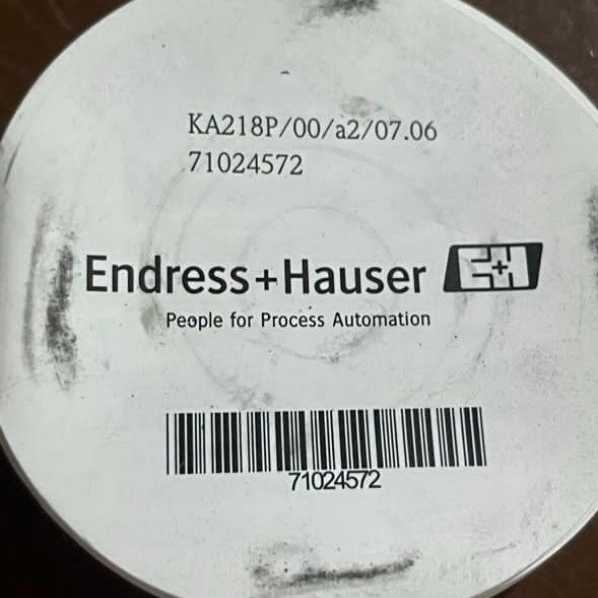 KA218P/00/a2/07.06
71024572
Endress+Hauser E+H
People for Process Automation
71024572